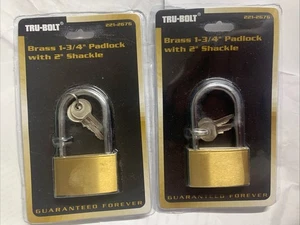 TRU-BOLT
221-2676
Brass 1-3/4" Padlock
with 2" Shackle
GUARANTEED FOREVER
TRU-BOLT
221-2676
Brass 1-3/4" Padlock
with 2" Shackle
GUARANTEED FOREVER